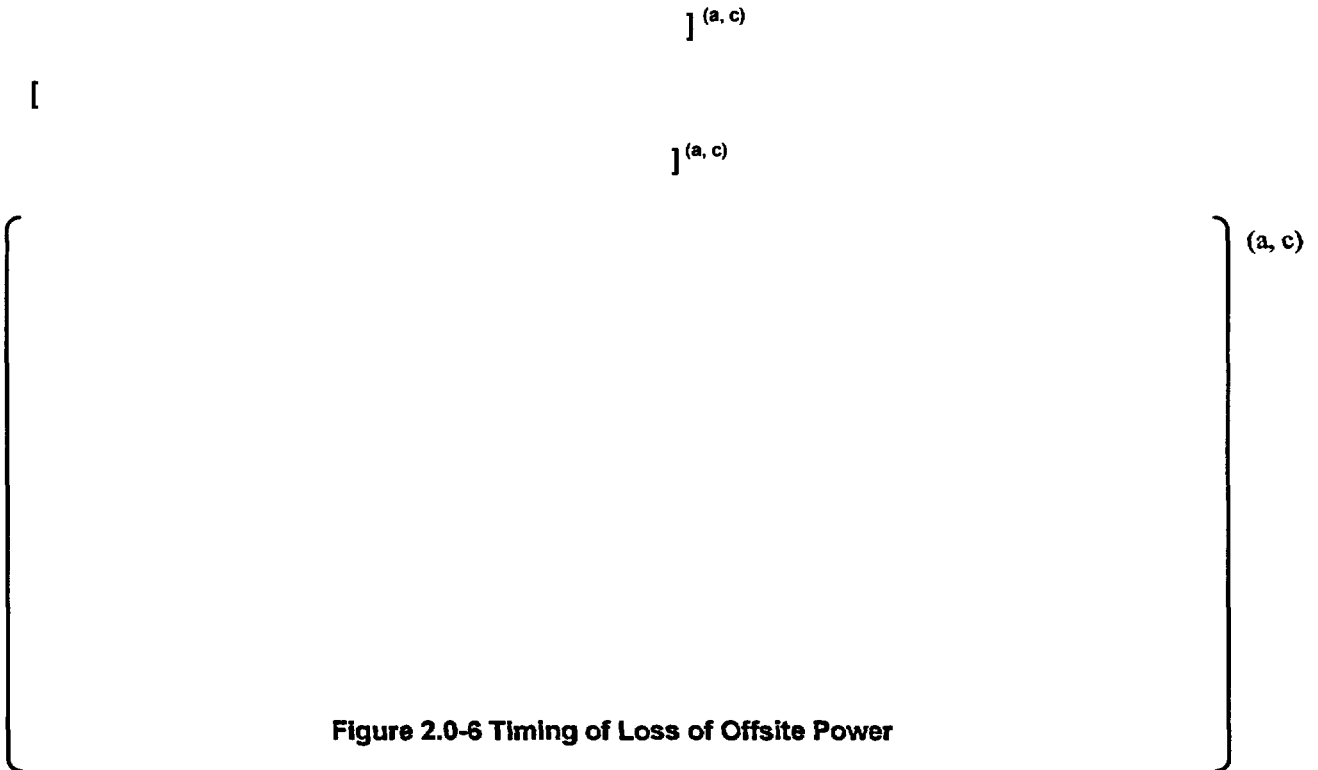 ] (a, c)
[
] (a, c)
(a, c)
Figure 2.0-6 Timing of Loss of Offsite Power